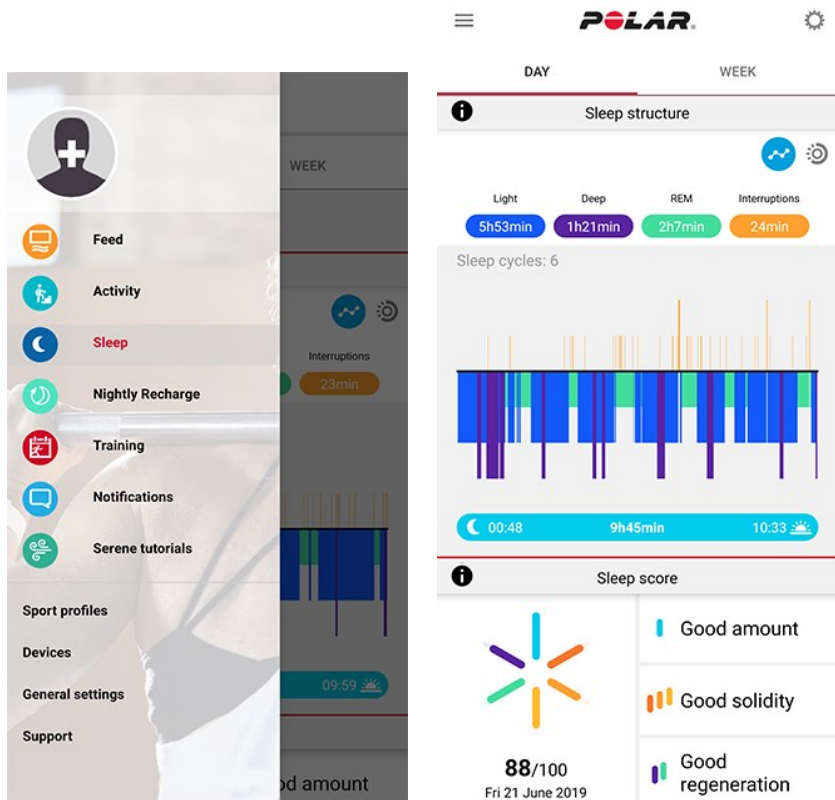 WEEK
Feed
Activity
Sleep
Interruptions
23min
Nightly Recharge
Training
Notifications
Serene tutorials
Sport profiles
Devices
09:59
General settings
Support
od amount
POLAR
DAY WEEK
Sleep structure
Light Deep REM Interruptions
5h53min 1h21min 2h7min 24min
Sleep cycles: 6
00:48 9h45min 10:33
Sleep score
Good amount
Good solidity
88/100
Fri 21 June 2019
Good
regeneration